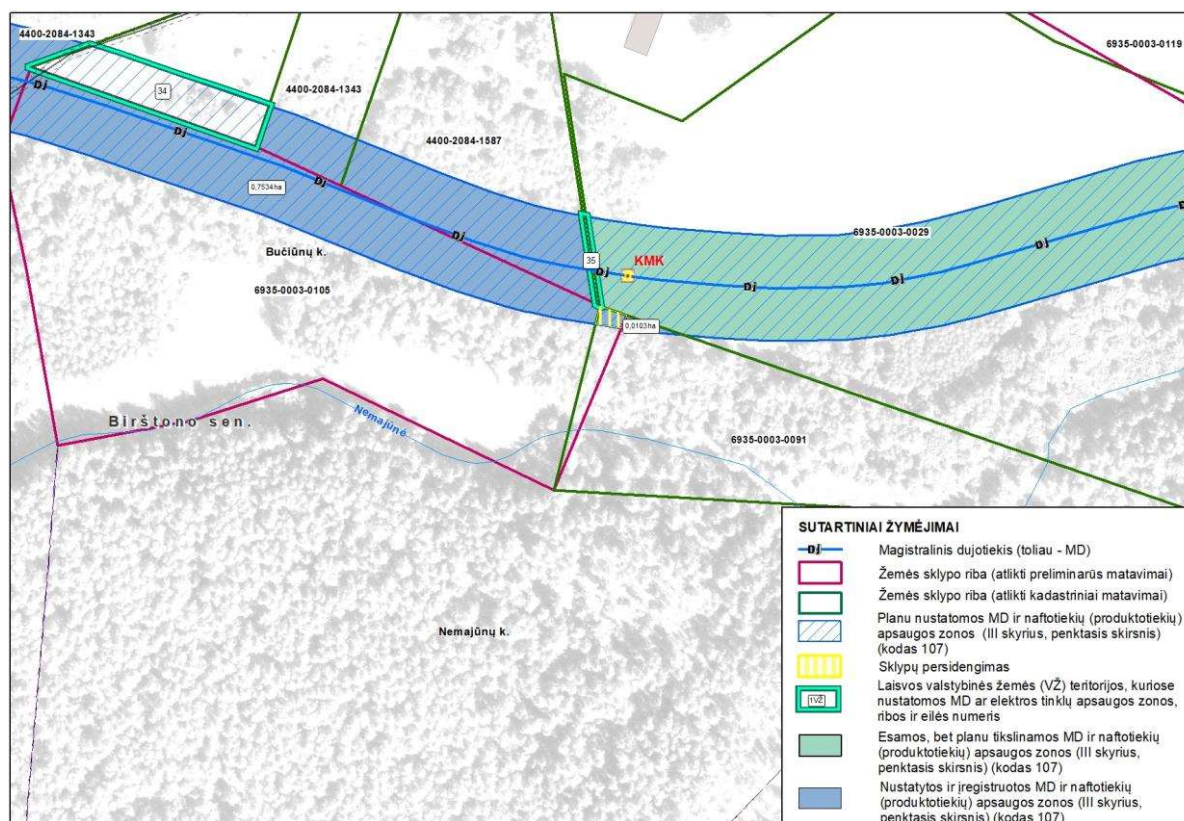 4400-2084-1343
6935-0003-0119
34
4400-2084-1343
Dj
4400-2084-1587
Dj
Dj
0,7534ha
Dj
Dj
6935-0003-0029
Dj
Bučiūnų k.
35
Dj
KMK
Dj
Dj
6935-0003-0105
0,0103ha
Birštono sen.
Nemajūnė
6935-0003-0091
Nemajūnų k.
SUTARTINIAI ŽYMĖJIMAI
Dj
Magistralinis dujotiekis (toliau - MD)
Žemės sklypo riba (atlikti preliminarūs matavimai)
Žemės sklypo riba (atlikti kadastriniai matavimai)
Planu nustatomos MD ir naftotiekių (produktotiekių)
apsaugos zonos (III skyrius, penktasis skirsnis)
(kodas 107)
Sklypų persidengimas
1VŽ
Laisvos valstybinės žemės (VŽ) teritorijos, kuriose
nustatomos MD ar elektros tinklų apsaugos zonos,
ribos ir eilės numeris
Esamos, bet planu tikslinamos MD ir naftotiekių
(produktotiekių) apsaugos zonos (III skyrius,
penktasis skirsnis) (kodas 107)
Nustatytos ir įregistruotos MD ir naftotiekių
(produktotiekių) apsaugos zonos (III skyrius,
penktasis skirsnis) (kodas 107)